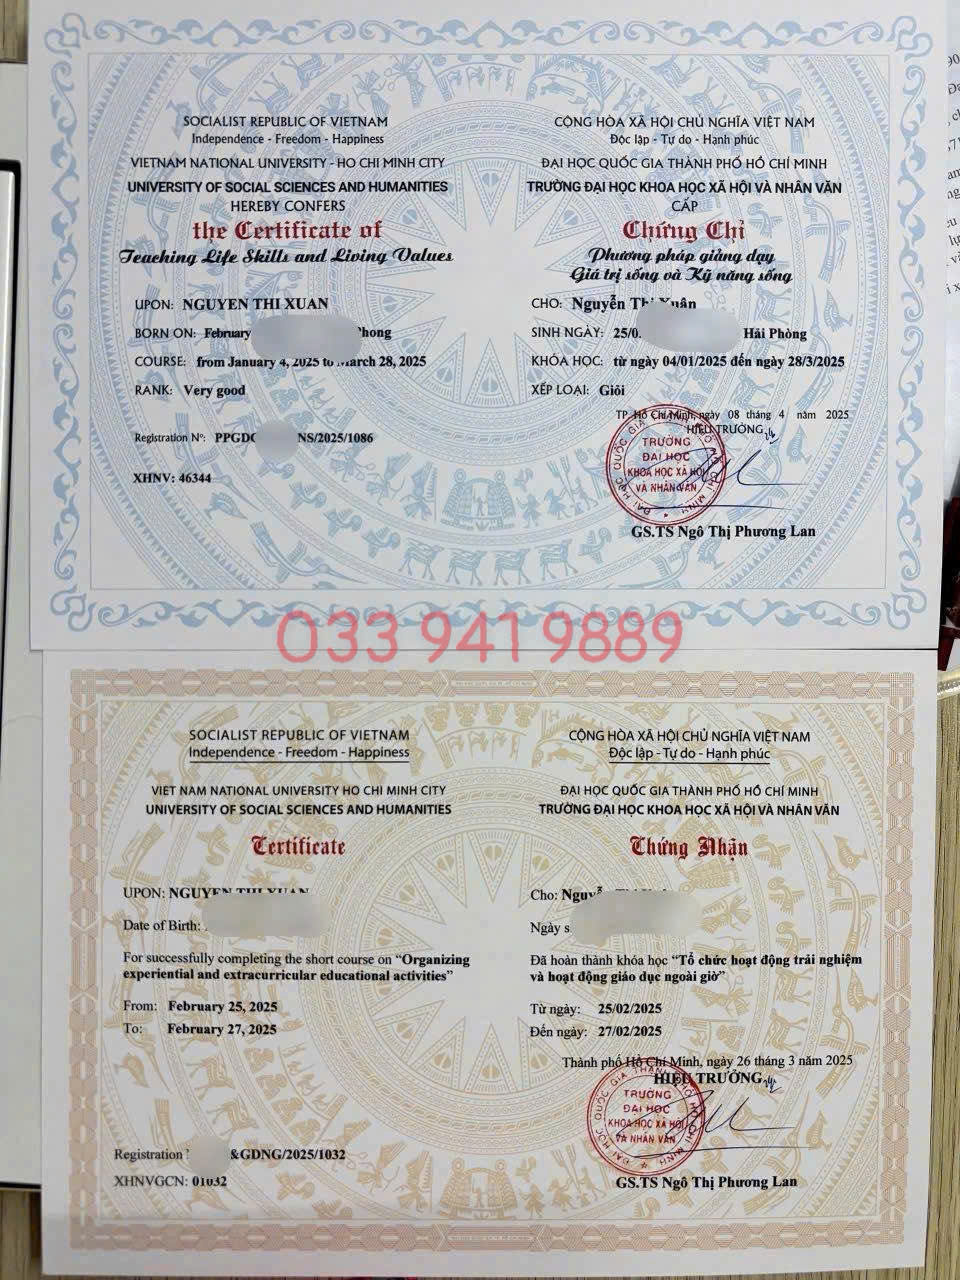 SOCIALIST REPUBLIC OF VIETNAM
Independence - Freedom - Happiness
VIETNAM NATIONAL UNIVERSITY - HO CHI MINH CITY
UNIVERSITY OF SOCIAL SCIENCES AND HUMANITIES
HEREBY CONFERS
the Certificate of
Teaching Life Skills and Living Values
UPON: NGUYEN THI XUAN
BORN ON: February
COURSE: from January 4, 2025 to March 28, 2025
RANK: Very good
Registration Nº: PPGD NS/2025/1086
XHNV: 46344
CỘNG HÒA XÃ HỘI CHỦ NGHĨA VIỆT NAM
Độc lập - Tự do - Hạnh phúc
ĐẠI HỌC QUỐC GIA THÀNH PHỐ HỒ CHÍ MINH
TRƯỜNG ĐẠI HỌC KHOA HỌC XÃ HỘI VÀ NHÂN VĂN
CẤP
Chứng Chỉ
Phương pháp giảng dạy
Giá trị sống và Kỹ năng sống
CHO: Nguyễn Thị Xuân
SINH NGÀY: 25/0 Hải Phòng
KHÓA HỌC: từ ngày 04/01/2025 đến ngày 28/3/2025
XẾP LOẠI: Giỏi
TP. Hồ Chí Minh, ngày 08 tháng 4 năm 2025
HIỆU TRƯỞNG
TRƯỜNG
ĐẠI HỌC
KHOA HỌC XÃ HỘI
VÀ NHÂN VĂN
GS.TS Ngô Thị Phương Lan
033 941 9889
SOCIALIST REPUBLIC OF VIETNAM
Independence - Freedom - Happiness
VIET NAM NATIONAL UNIVERSITY HO CHI MINH CITY
UNIVERSITY OF SOCIAL SCIENCES AND HUMANITIES
Certificate
UPON: NGUYEN THI XUAN
Date of Birth:
For successfully completing the short course on “Organizing
experiential and extracurricular educational activities”
From: February 25, 2025
To: February 27, 2025
Registration &GDNG/2025/1032
XHNVGCN: 01032
CỘNG HÒA XÃ HỘI CHỦ NGHĨA VIỆT NAM
Độc lập - Tự do - Hạnh phúc
ĐẠI HỌC QUỐC GIA THÀNH PHỐ HỒ CHÍ MINH
TRƯỜNG ĐẠI HỌC KHOA HỌC XÃ HỘI VÀ NHÂN VĂN
Chứng Nhận
Cho:
Ngày s
Đã hoàn thành khóa học “Tổ chức hoạt động trải nghiệm
và hoạt động giáo dục ngoài giờ”
Từ ngày: 25/02/2025
Đến ngày: 27/02/2025
Thành phố Hồ Chí Minh, ngày 26 tháng 3 năm 2025
HIỆU TRƯỞNG
TRƯỜNG
ĐẠI HỌC
KHOA HỌC XÃ HỘI
VÀ NHÂN VĂN
GS.TS Ngô Thị Phương Lan